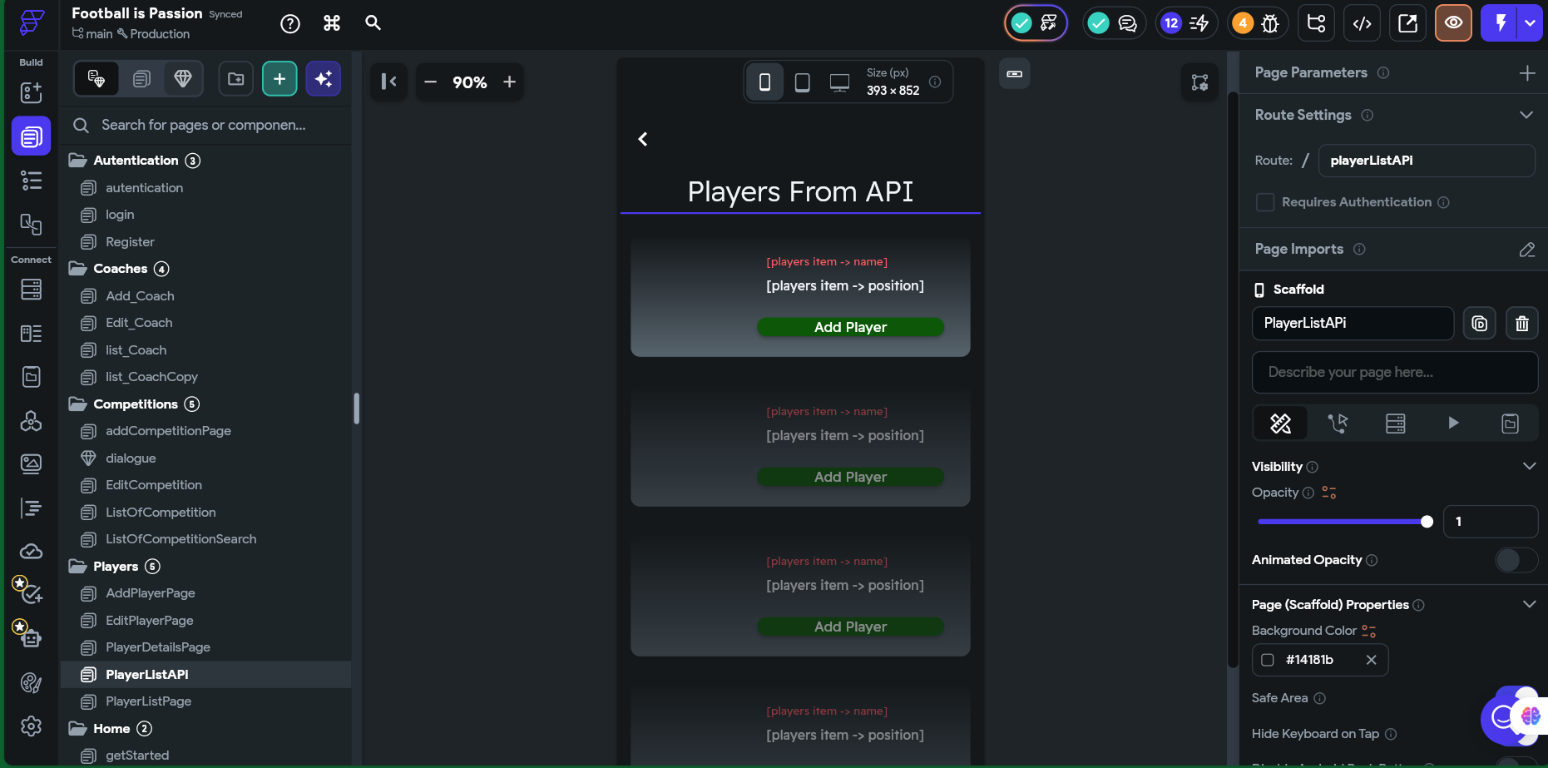 Football is Passion Synced
main Production
12
4
Build
Connect
Search for pages or componen...
Autentication 3
autentication
login
Register
Coaches 4
Add_Coach
Edit_Coach
list_Coach
list_CoachCopy
Competitions 5
addCompetitionPage
dialogue
EditCompetition
ListOfCompetition
ListOfCompetitionSearch
Players 5
AddPlayerPage
EditPlayerPage
PlayerDetailsPage
PlayerListAPi
PlayerListPage
Home 2
getStarted
90%
Size (px)
393 × 852
Players From API
[players item -> name]
[players item -> position]
Add Player
[players item -> name]
[players item -> position]
Add Player
[players item -> name]
[players item -> position]
Add Player
[players item -> name]
[players item -> position]
Page Parameters
Route Settings
Route: / playerListAPi
Requires Authentication
Page Imports
Scaffold
PlayerListAPi
Describe your page here...
Visibility
Opacity
1
Animated Opacity
Page (Scaffold) Properties
Background Color
#14181b
Safe Area
Hide Keyboard on Tap